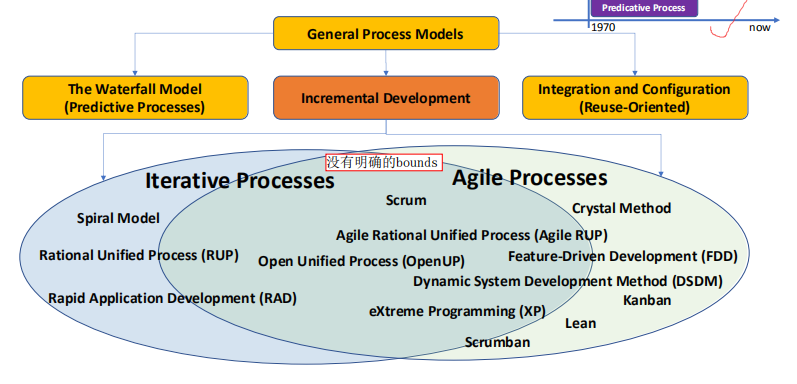 Predicative Process
1970
now
General Process Models
The Waterfall Model
(Predictive Processes)
Incremental Development
Integration and Configuration
(Reuse-Oriented)
没有明确的bounds
Iterative Processes
Agile Processes
Scrum
Crystal Method
Spiral Model
Agile Rational Unified Process (Agile RUP)
Rational Unified Process (RUP)
Open Unified Process (OpenUP)
Feature-Driven Development (FDD)
Dynamic System Development Method (DSDM)
Rapid Application Development (RAD)
Kanban
eXtreme Programming (XP)
Lean
Scrumban